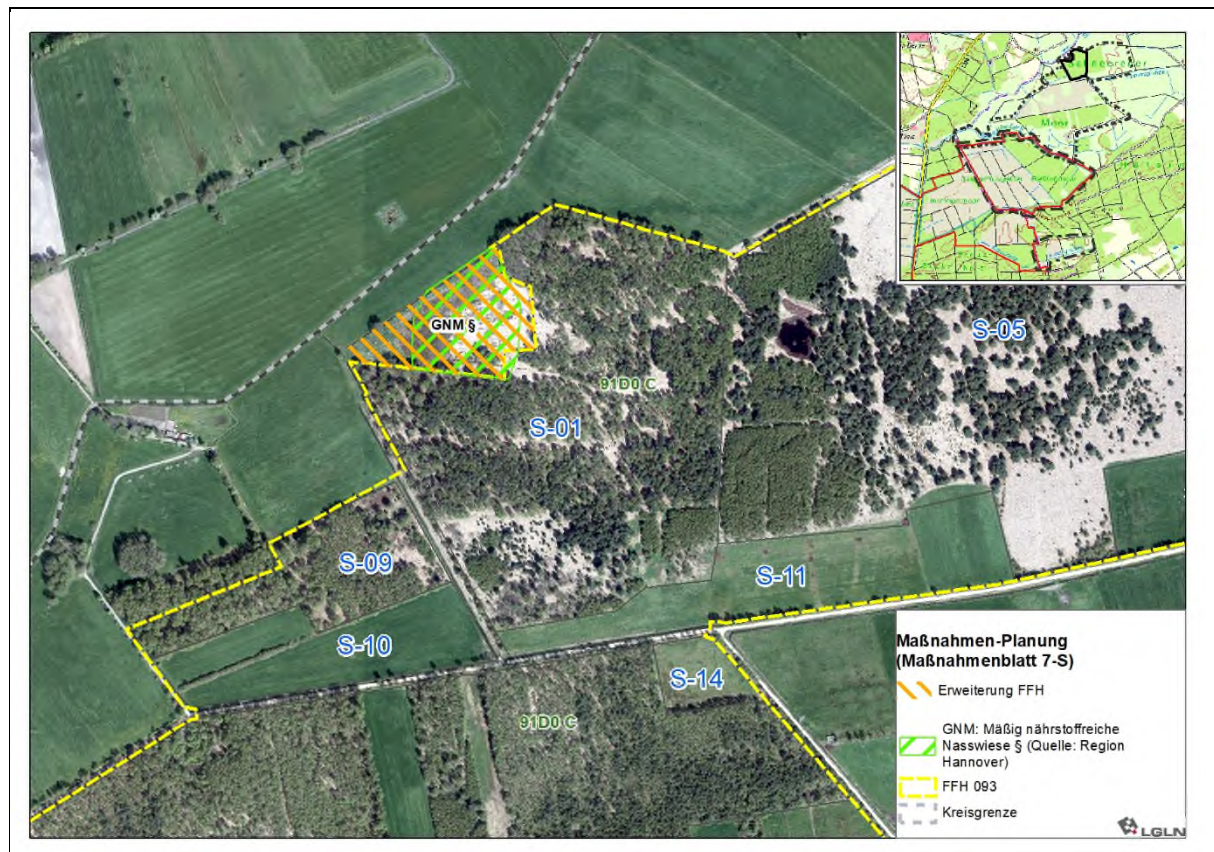 Moor
GNM §
S-05
91D0 C
S-01
S-09
S-11
S-10
S-14
91D0 C
Maßnahmen-Planung
(Maßnahmenblatt 7-S)
Erweiterung FFH
GNM: Mäßig nährstoffreiche
Nasswiese § (Quelle: Region
Hannover)
FFH 093
Kreisgrenze
LGLN